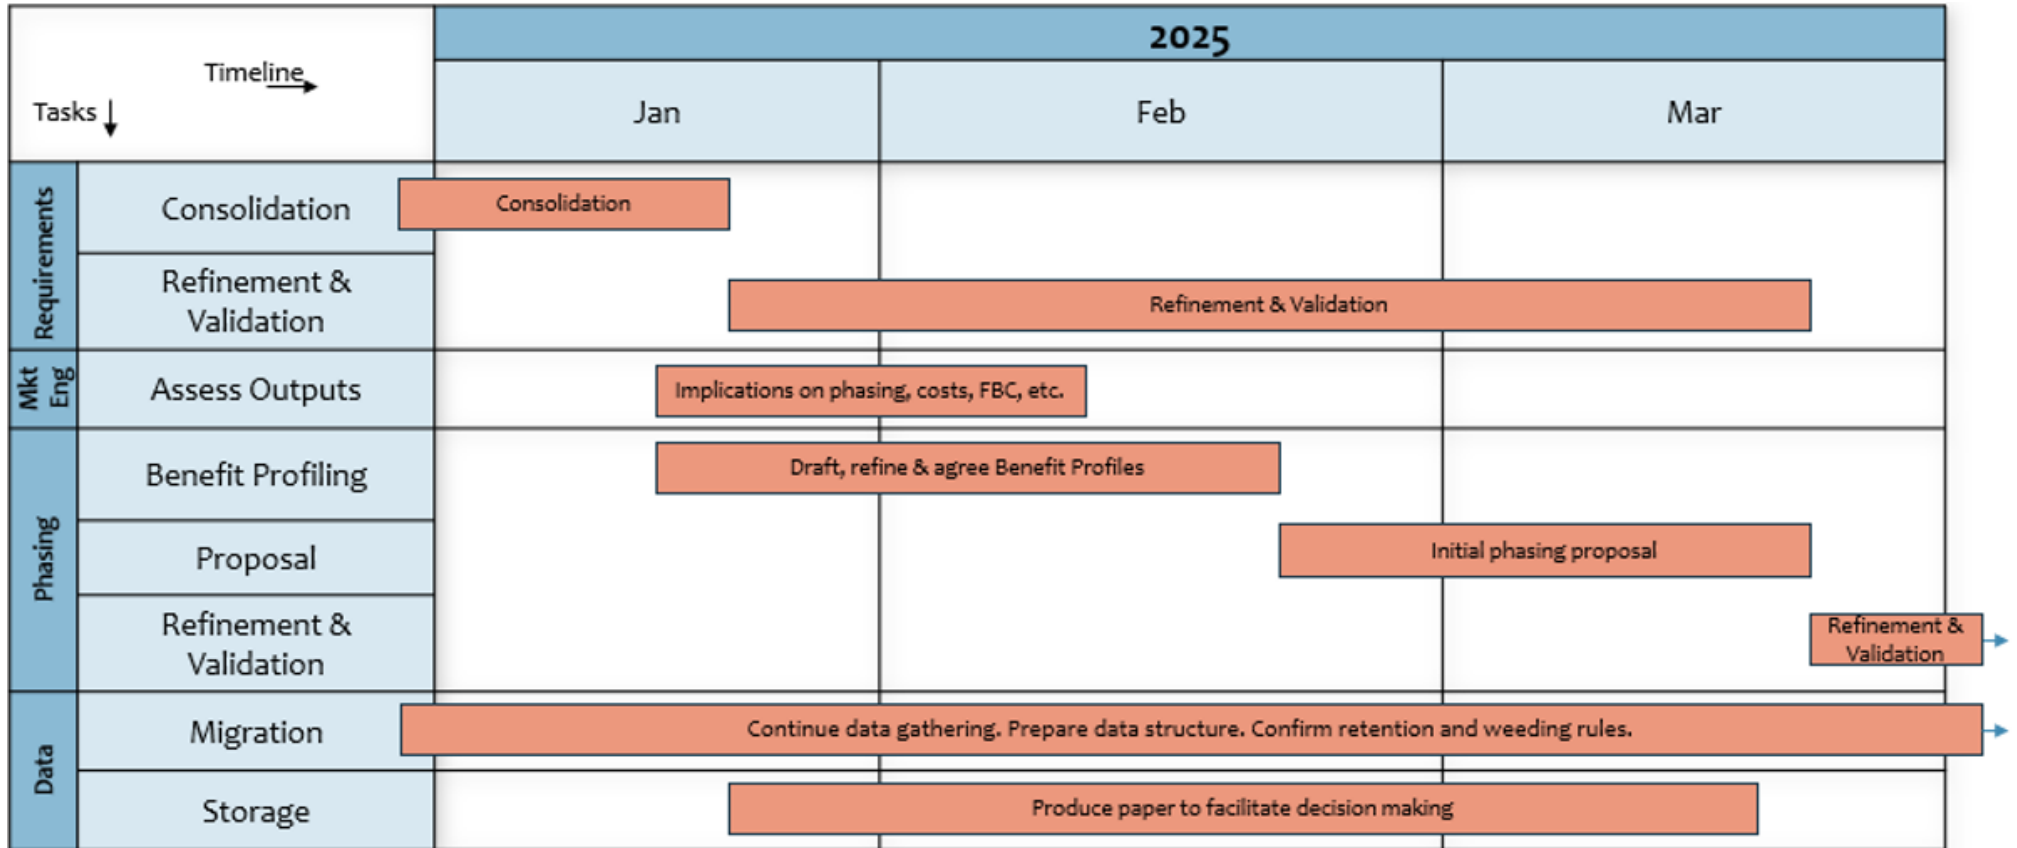 2025
Timeline
Tasks
Jan
Feb
Mar
Requirements
Consolidation
Consolidation
Refinement &
Validation
Refinement & Validation
Mkt
Eng
Assess Outputs
Implications on phasing, costs, FBC, etc.
Phasing
Benefit Profiling
Draft, refine & agree Benefit Profiles
Proposal
Initial phasing proposal
Refinement &
Validation
Refinement &
Validation
Data
Migration
Continue data gathering. Prepare data structure. Confirm retention and weeding rules.
Storage
Produce paper to facilitate decision making